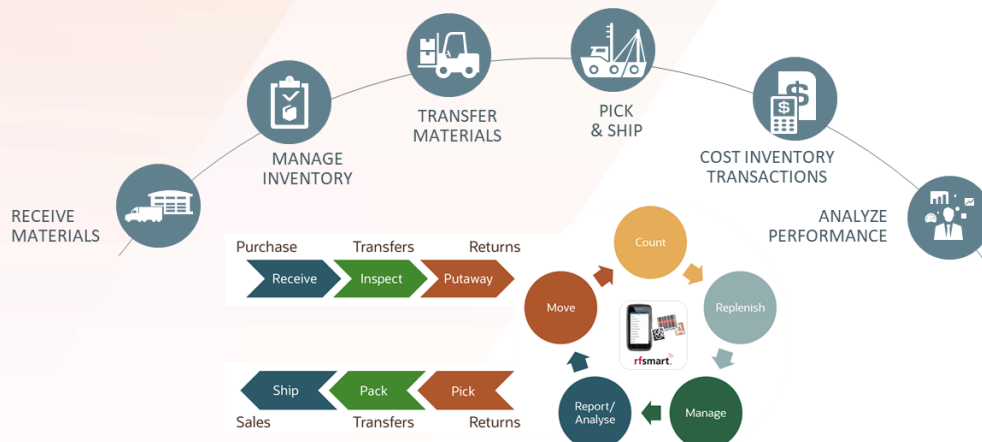 RECEIVE
MATERIALS
MANAGE
INVENTORY
TRANSFER
MATERIALS
PICK
& SHIP
COST INVENTORY
TRANSACTIONS
ANALYZE
PERFORMANCE
Purchase Transfers Returns
Receive Inspect Putaway
Ship Pack Pick
Sales Transfers Returns
Count
Replenish
Manage
Report/
Analyse
Move
rfsmart
$
$